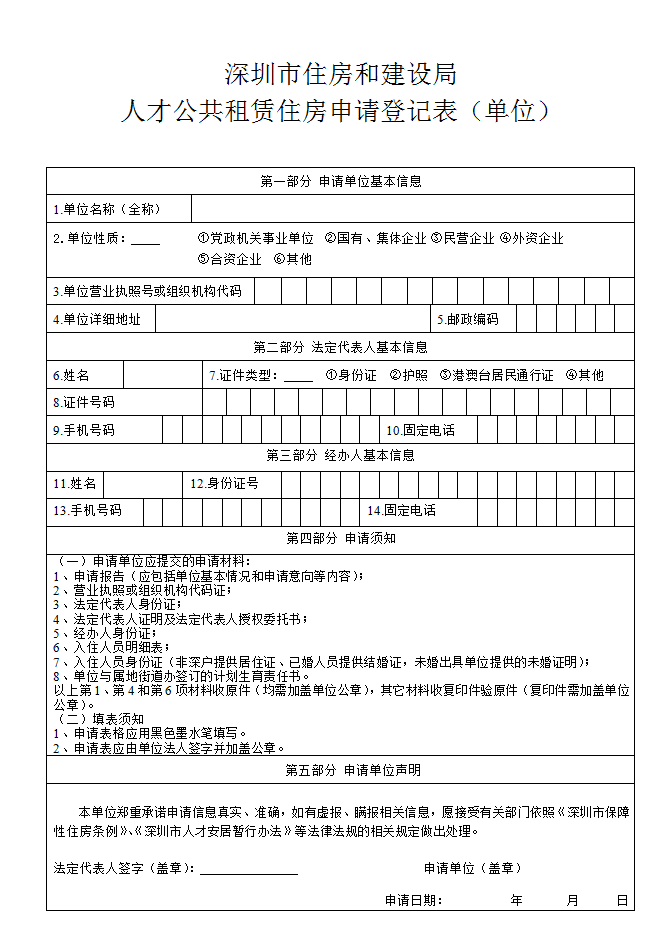 深圳市住房和建设局
人才公共租赁住房申请登记表（单位）
第一部分 申请单位基本信息
1.单位名称（全称）
2.单位性质：____ ①党政机关事业单位 ②国有、集体企业 ③民营企业 ④外资企业
⑤合资企业 ⑥其他
3.单位营业执照号或组织机构代码
4.单位详细地址 5.邮政编码
第二部分 法定代表人基本信息
6.姓名 7.证件类型：____ ①身份证 ②护照 ③港澳台居民通行证 ④其他
8.证件号码
9.手机号码 10.固定电话
第三部分 经办人基本信息
11.姓名 12.身份证号
13.手机号码 14.固定电话
第四部分 申请须知
（一）申请单位应提交的申请材料：
1、申请报告（应包括单位基本情况和申请意向等内容）；
2、营业执照或组织机构代码证；
3、法定代表人身份证；
4、法定代表人证明及法定代表人授权委托书；
5、经办人身份证；
6、入住人员明细表；
7、入住人员身份证（非深户提供居住证、已婚人员提供结婚证，未婚出具单位提供的未婚证明）；
8、单位与属地街道办签订的计划生育责任书。
以上第1、第4和第6项材料收原件（均需加盖单位公章），其它材料收复印件验原件（复印件需加盖单位
公章）。
（二）填表须知
1、申请表格应用黑色墨水笔填写。
2、申请表应由单位法人签字并加盖公章。
第五部分 申请单位声明
本单位郑重承诺申请信息真实、准确，如有虚报、瞒报相关信息，愿接受有关部门依照《深圳市保障
性住房条例》、《深圳市人才安居暂行办法》等法律法规的相关规定做出处理。
法定代表人签字（盖章）：______________ 申请单位（盖章）
申请日期： 年 月 日